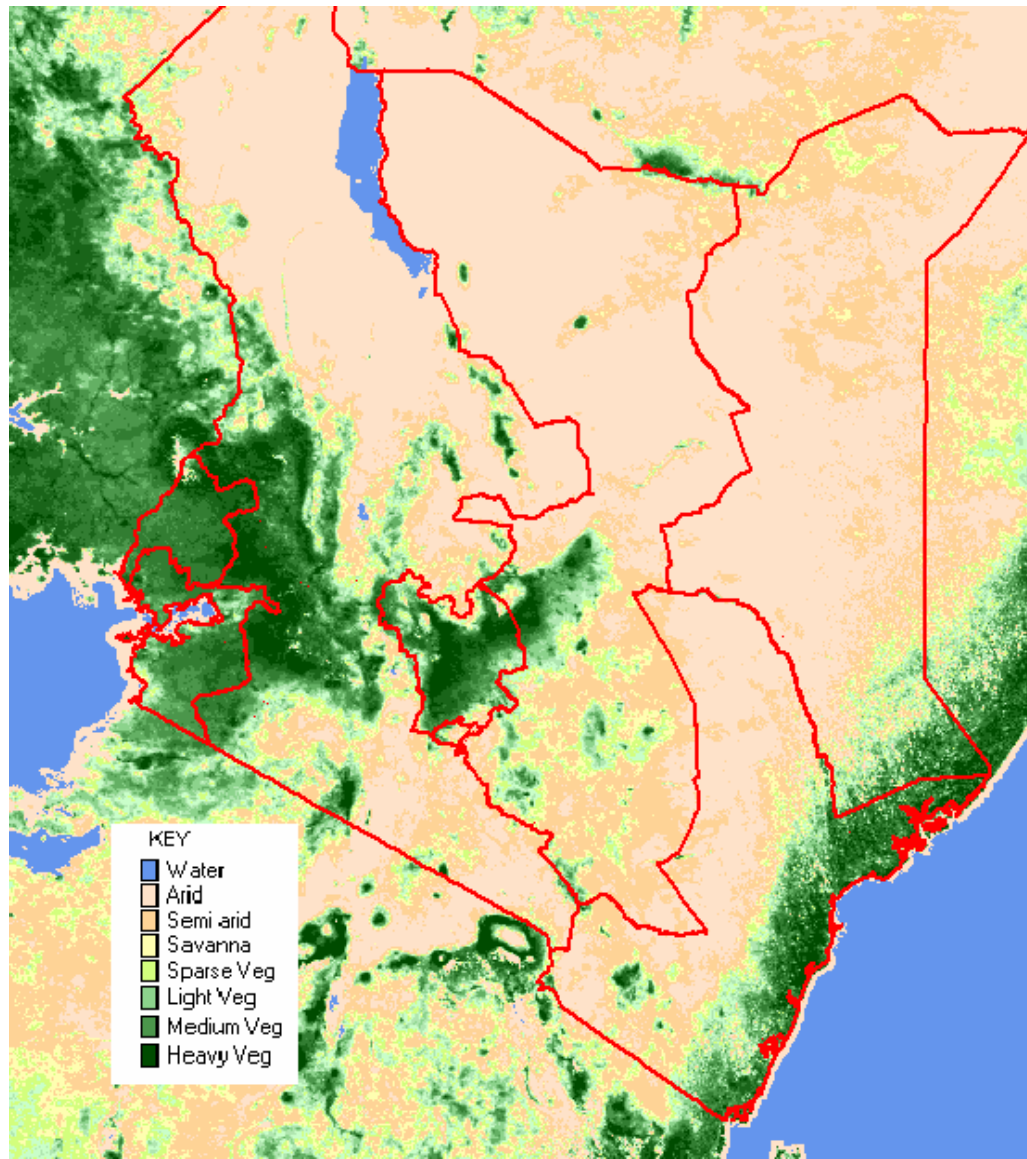 KEY
Water
Arid
Semi arid
Savanna
Sparse Veg
Light Veg
Medium Veg
Heavy Veg